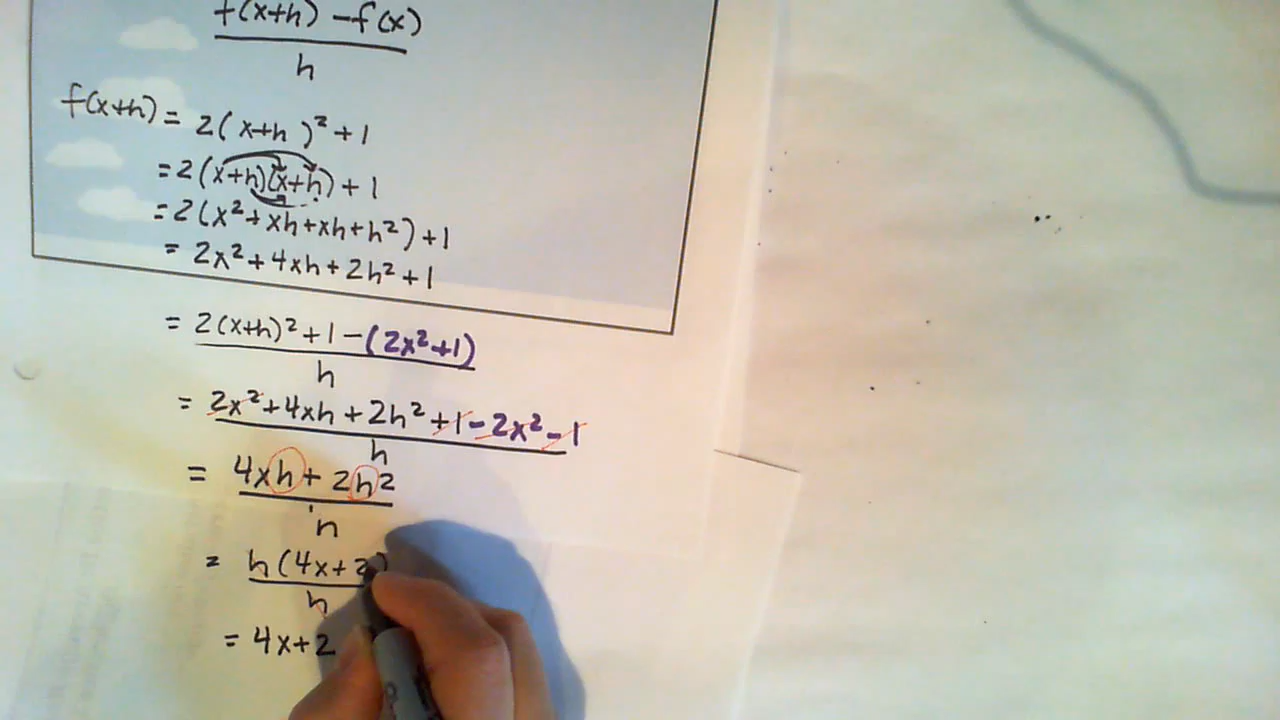 f(x+h) - f(x)
h
f(x+h) = 2(x+h)² + 1
= 2(x+h)(x+h) + 1
= 2(x² + xh + xh + h²) + 1
= 2x² + 4xh + 2h² + 1
= 2(x+h)² + 1 - (2x² + 1)
h
= 2x² + 4xh + 2h² + 1 - 2x² - 1
h
= 4xh + 2h²
h
= h(4x + 2)
h
= 4x + 2